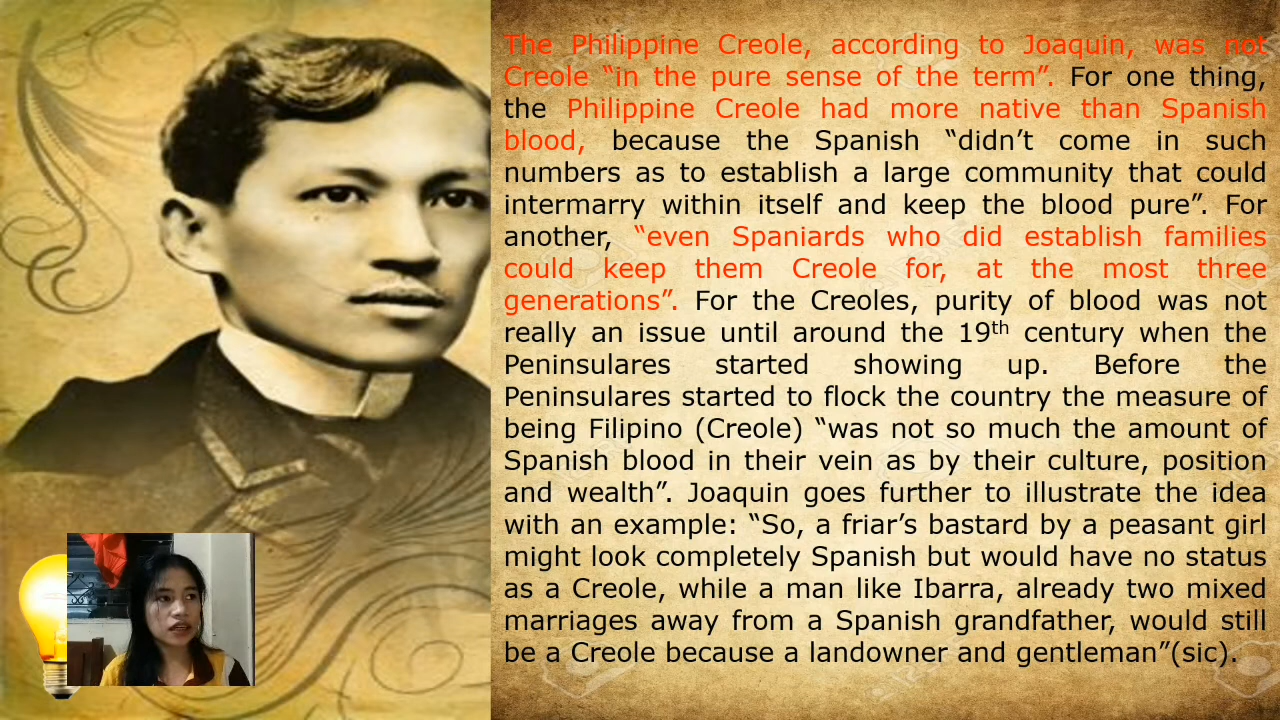 The Philippine Creole, according to Joaquin, was not
Creole “in the pure sense of the term”. For one thing,
the Philippine Creole had more native than Spanish
blood, because the Spanish “didn’t come in such
numbers as to establish a large community that could
intermarry within itself and keep the blood pure”. For
another, “even Spaniards who did establish families
could keep them Creole for, at the most three
generations”. For the Creoles, purity of blood was not
really an issue until around the 19th century when the
Peninsulares started showing up. Before the
Peninsulares started to flock the country the measure of
being Filipino (Creole) “was not so much the amount of
Spanish blood in their vein as by their culture, position
and wealth”. Joaquin goes further to illustrate the idea
with an example: “So, a friar’s bastard by a peasant girl
might look completely Spanish but would have no status
as a Creole, while a man like Ibarra, already two mixed
marriages away from a Spanish grandfather, would still
be a Creole because a landowner and gentleman”(sic).